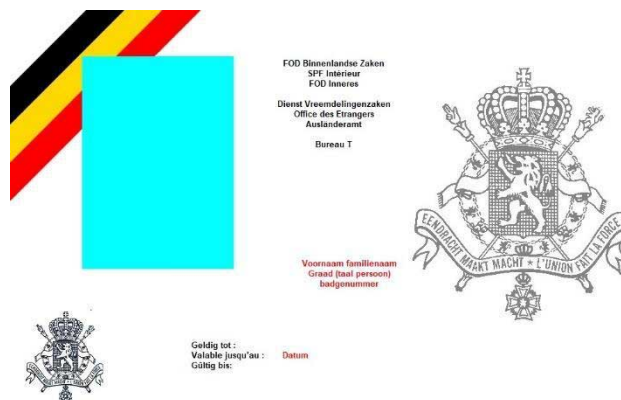 FOD Binnenlandse Zaken
SPF Intérieur
FOD Inneres
Dienst Vreemdelingenzaken
Office des Etrangers
Ausländeramt
Bureau T
EENDRACHT MAAKT MACHT * L'UNION FAIT LA FORCE
Voornaam familienaam
Graad (taal persoon)
badgenummer
Geldig tot :
Valable jusqu'au : Datum
Gültig bis: